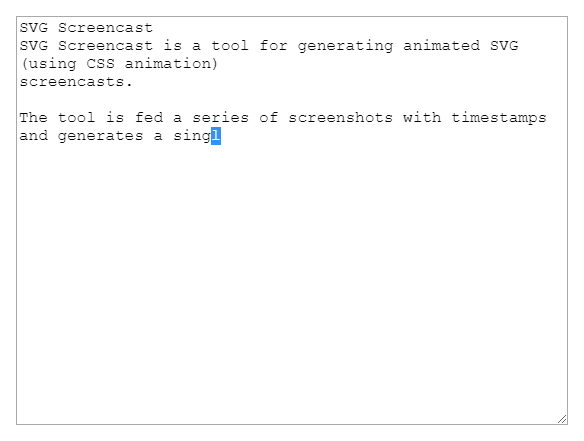 SVG Screencast
SVG Screencast is a tool for generating animated SVG
(using CSS animation)
screencasts.
The tool is fed a series of screenshots with timestamps
and generates a singl